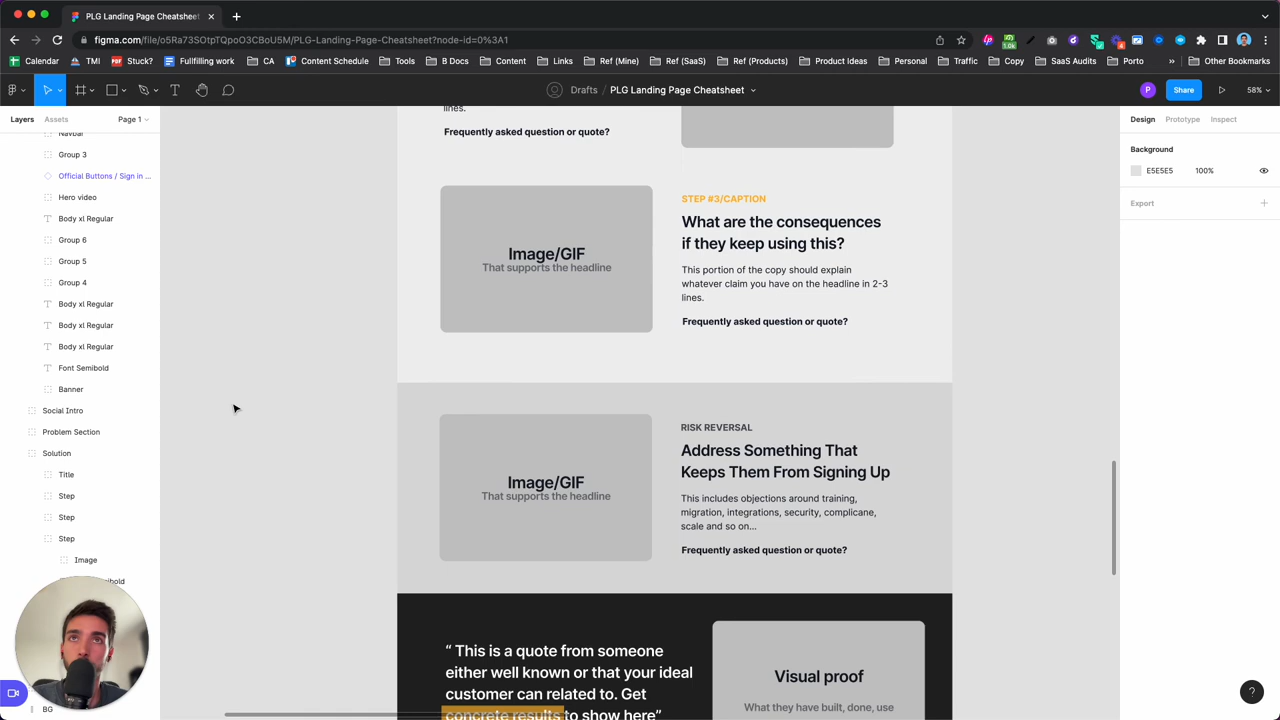 PLG Landing Page Cheatsheet
figma.com/file/o5Ra73SOtpTQpoO3CBoU5M/PLG-Landing-Page-Cheatsheet?node-id=0%3A1
1.0k
Calendar
TMI
PDF
Stuck?
Fullfilling work
CA
Content Schedule
Tools
B Docs
Content
Links
Ref (Mine)
Ref (SaaS)
Ref (Products)
Product Ideas
Personal
Traffic
Copy
SaaS Audits
Porto
»
Other Bookmarks
Drafts / PLG Landing Page Cheatsheet
P
Share
58%
Layers
Assets
Page 1
Navbar
Group 3
Official Buttons / Sign in ...
Hero video
Body xl Regular
Group 6
Group 5
Group 4
Body xl Regular
Body xl Regular
Body xl Regular
Font Semibold
Banner
Social Intro
Problem Section
Solution
Title
Step
Step
Step
Image
BG
lines.
Frequently asked question or quote?
Image/GIF
That supports the headline
STEP #3/CAPTION
What are the consequences
if they keep using this?
This portion of the copy should explain
whatever claim you have on the headline in 2-3
lines.
Frequently asked question or quote?
Image/GIF
That supports the headline
RISK REVERSAL
Address Something That
Keeps Them From Signing Up
This includes objections around training,
migration, integrations, security, complicane,
scale and so on...
Frequently asked question or quote?
“ This is a quote from someone
either well known or that your ideal
customer can related to. Get
concrete results to show here”
Visual proof
What they have built, done, use
Design
Prototype
Inspect
Background
E5E5E5
100%
Export
?